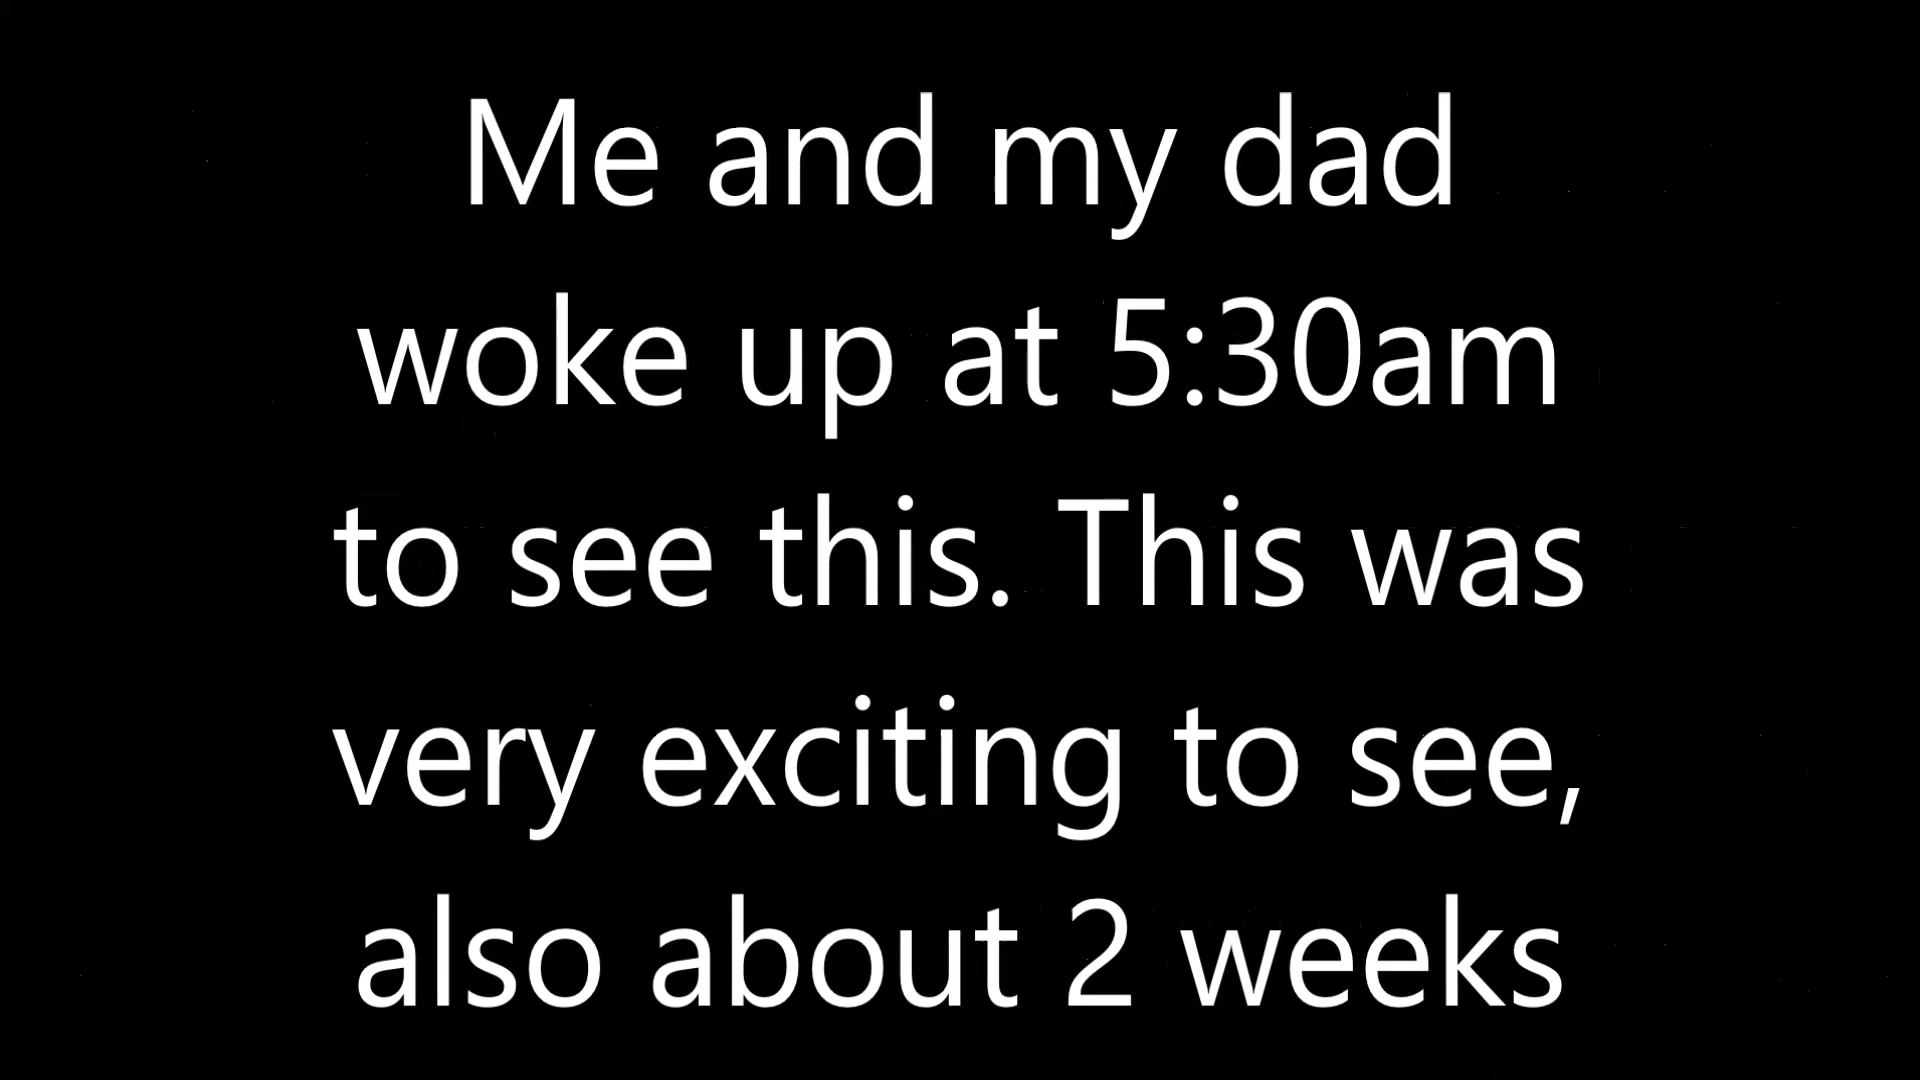 Me and my dad
woke up at 5:30am
to see this. This was
very exciting to see,
also about 2 weeks